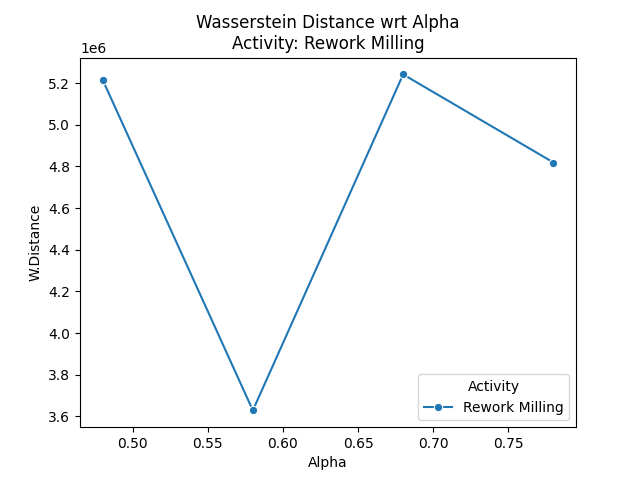 Wasserstein Distance wrt Alpha
Activity: Rework Milling
1e6
5.2
5.0
4.8
4.6
4.4
4.2
4.0
3.8
3.6
W.Distance
Activity
Rework Milling
0.50 0.55 0.60 0.65 0.70 0.75
Alpha